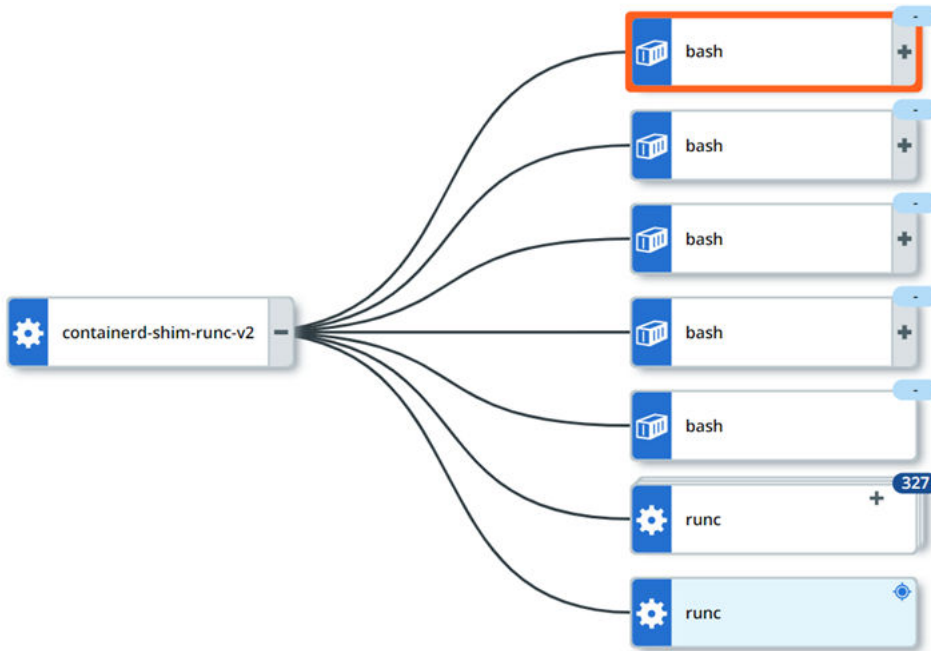 -
bash
-
bash
-
bash
-
containerd-shim-runc-v2
bash
-
bash
327
runc
runc